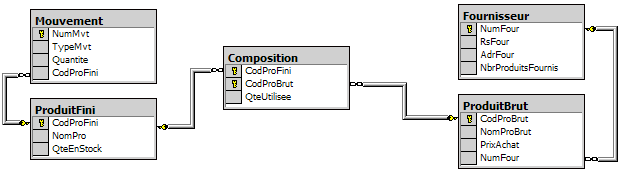 Mouvement
NumMvt
TypeMvt
Quantite
CodProFini
ProduitFini
CodProFini
NomPro
QteEnStock
Composition
CodProFini
CodProBrut
QteUtilisee
Fournisseur
NumFour
RsFour
AdrFour
NbrProduitsFournis
ProduitBrut
CodProBrut
NomProBrut
PrixAchat
NumFour